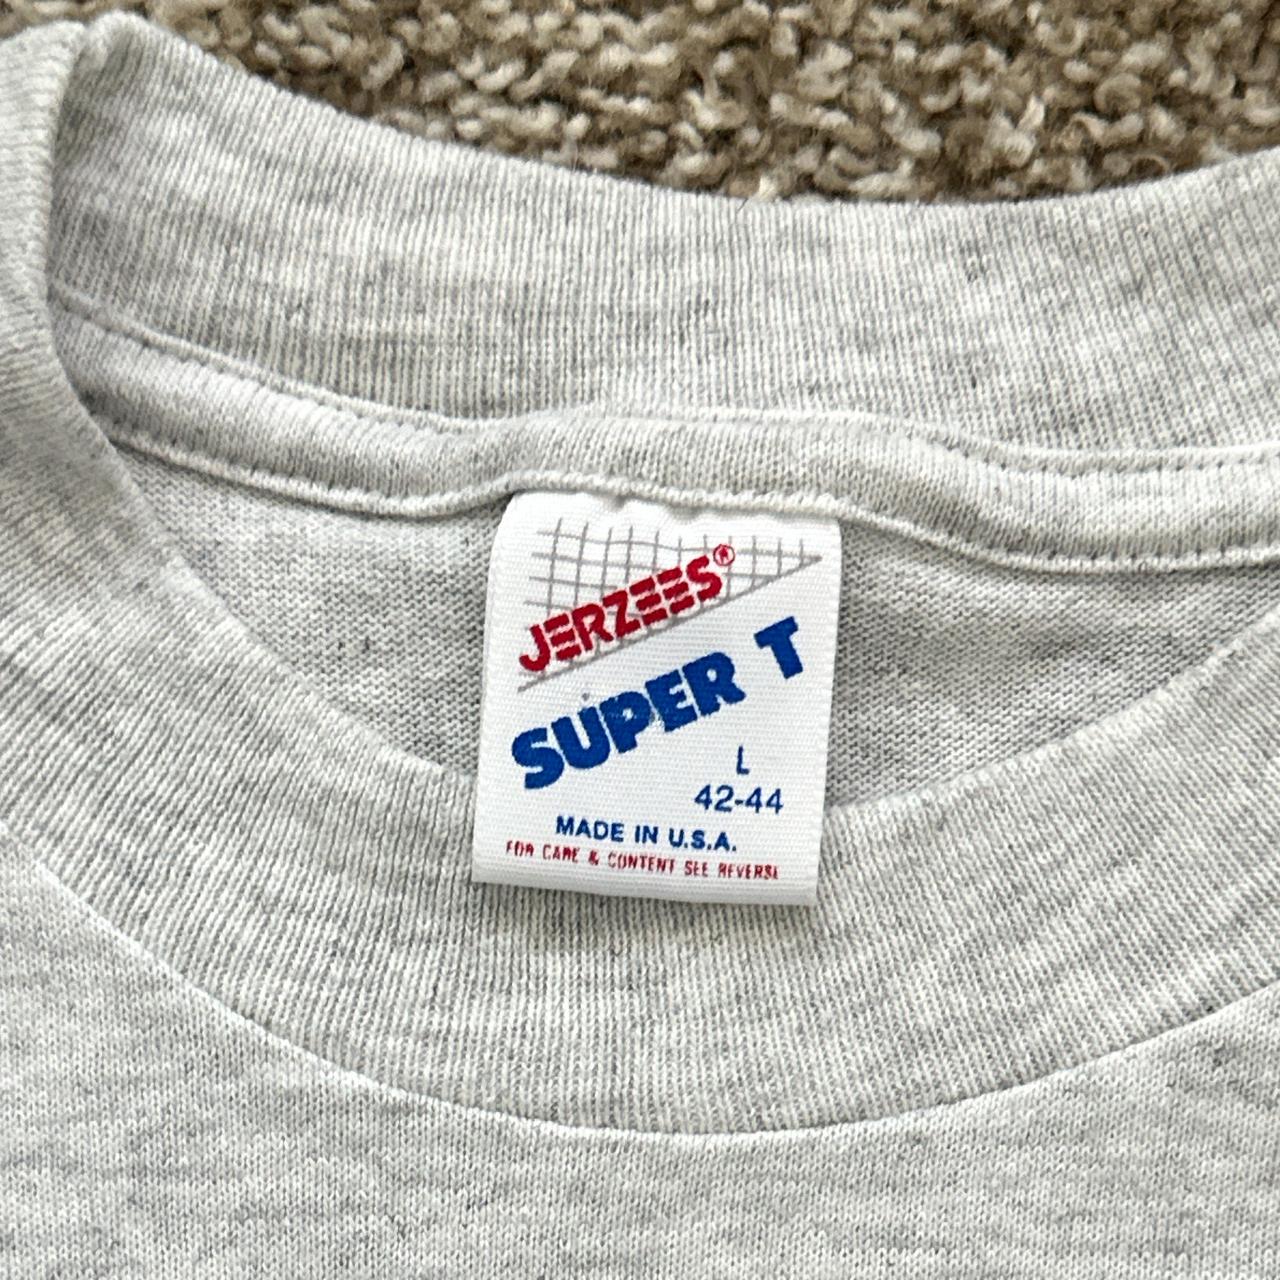 JERZEES®
SUPER T
L
42-44
MADE IN U.S.A.
FOR CARE & CONTENT SEE REVERSE